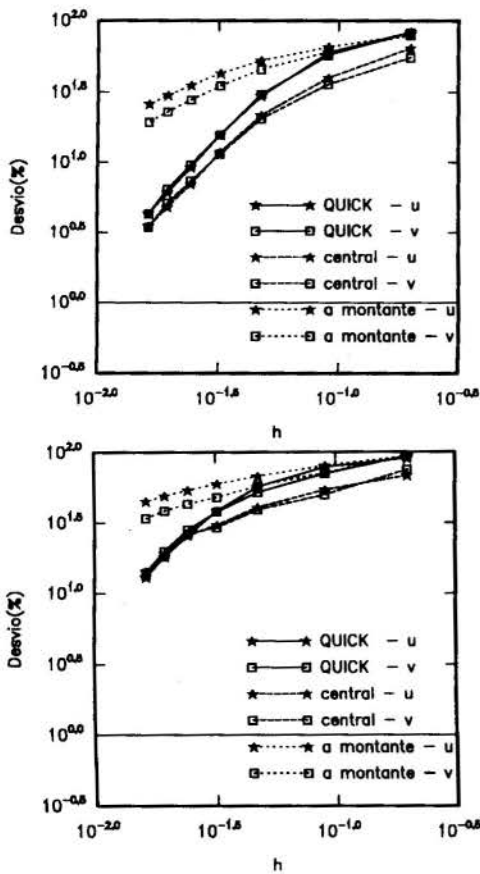 10^2.0
10^1.5
10^1.0
10^0.5
10^0.0
10^-0.5
Desvio(%)
QUICK - u
QUICK - v
central - u
central - v
a montante - u
a montante - v
10^-2.0 10^-1.5 10^-1.0 10^-0.5
h
10^2.0
10^1.5
10^1.0
10^0.5
10^0.0
10^-0.5
Desvio(%)
QUICK - u
QUICK - v
central - u
central - v
a montante - u
a montante - v
10^-2.0 10^-1.5 10^-1.0 10^-0.5
h